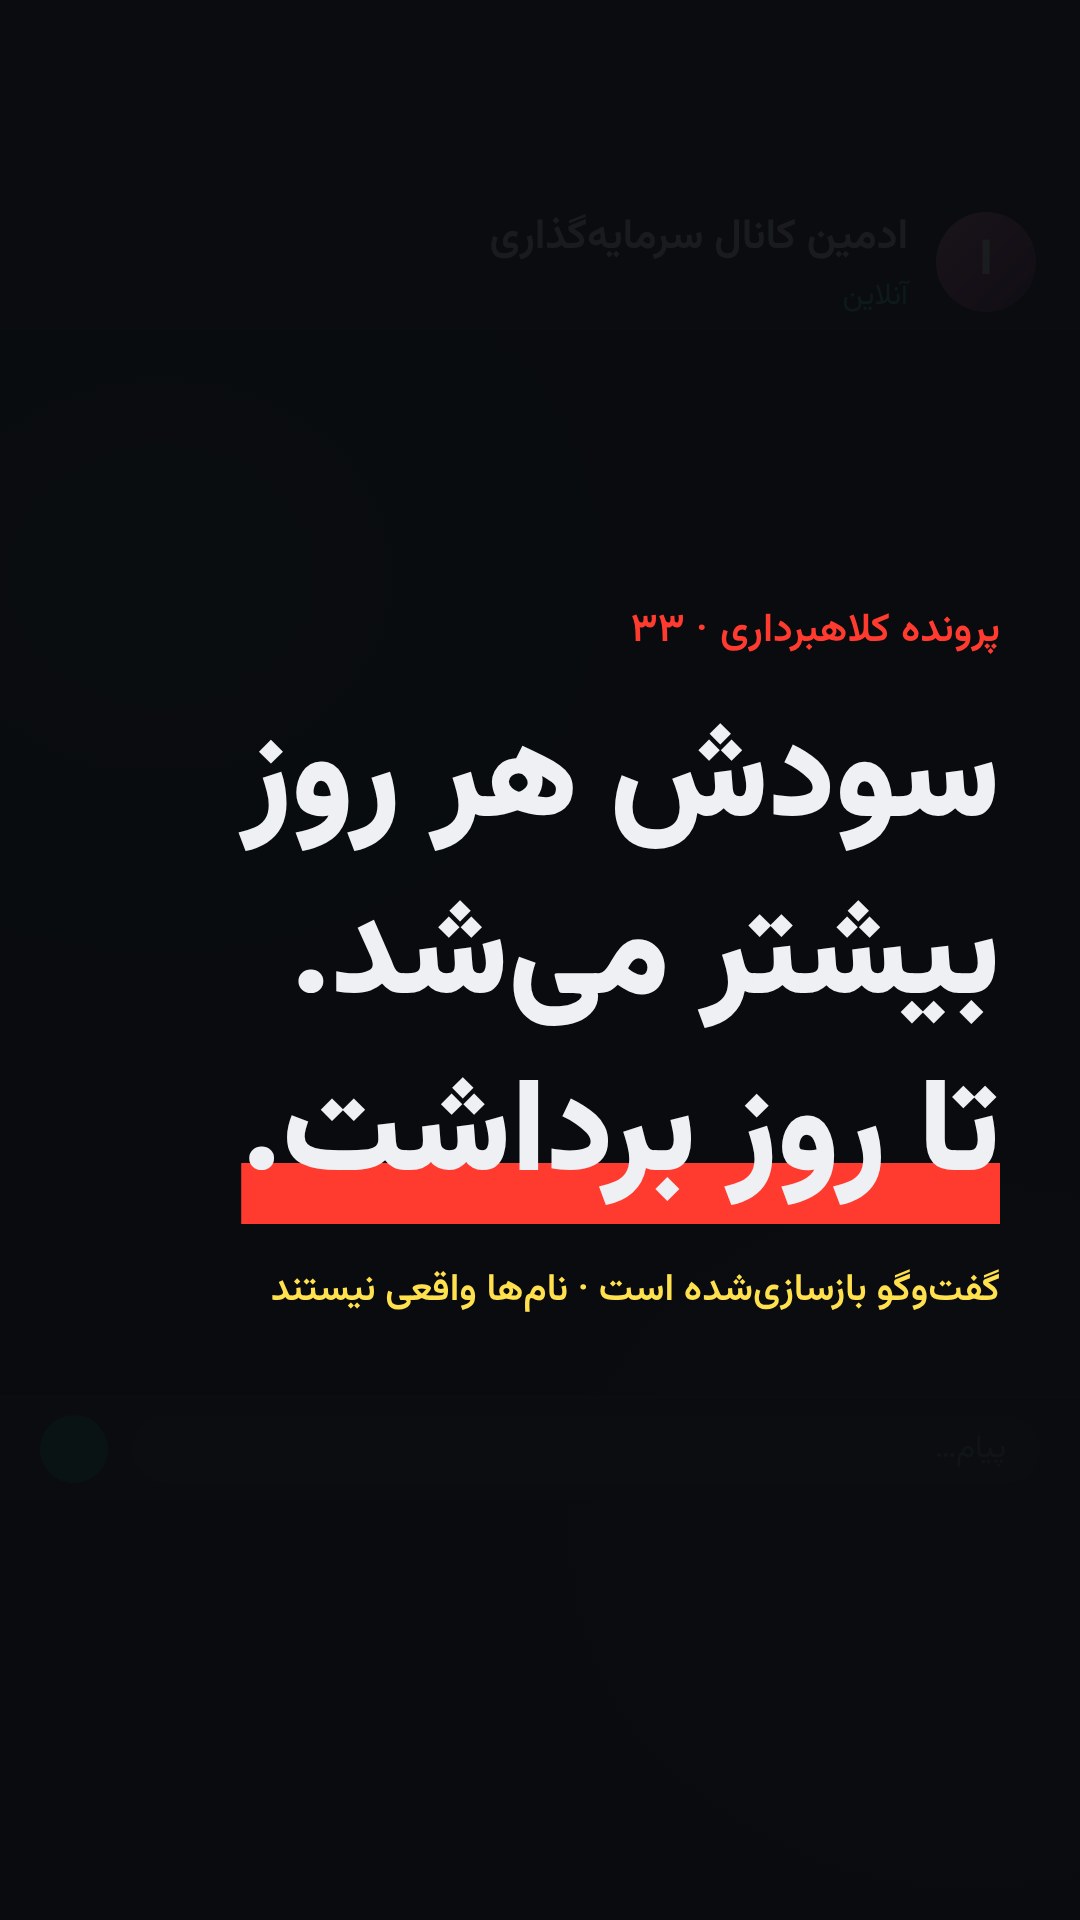 ادمین کانال سرمایه‌گذاری
ا
آنلاین
پرونده کلاهبرداری · ۳۳
سودش هر روز
بیشتر می‌شد.
تا روز برداشت.
گفت‌وگو بازسازی‌شده است · نام‌ها واقعی نیستند
پیام...